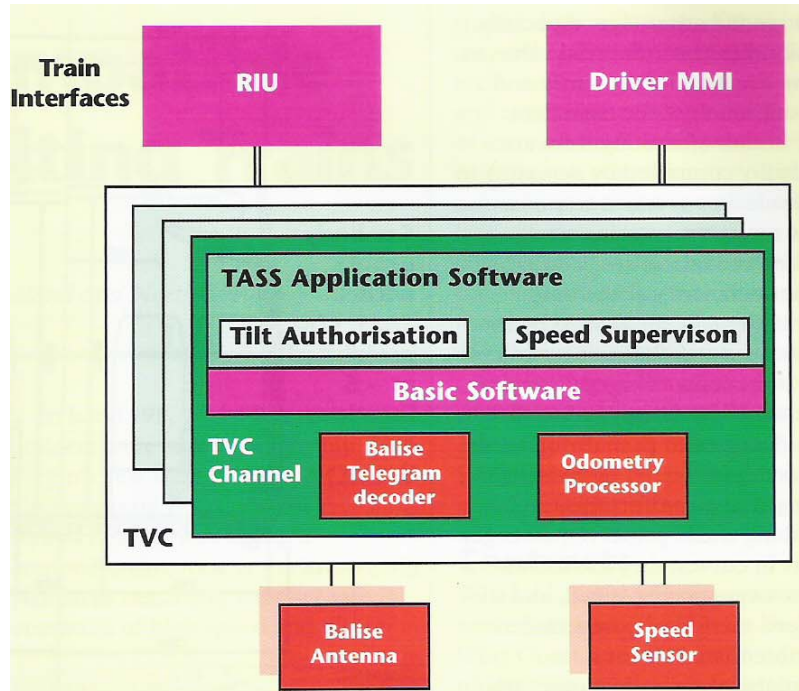 Train
Interfaces
RIU
Driver MMI
TASS Application Software
Tilt Authorisation
Speed Supervison
Basic Software
TVC
Channel
Balise
Telegram
decoder
Odometry
Processor
TVC
Balise
Antenna
Speed
Sensor